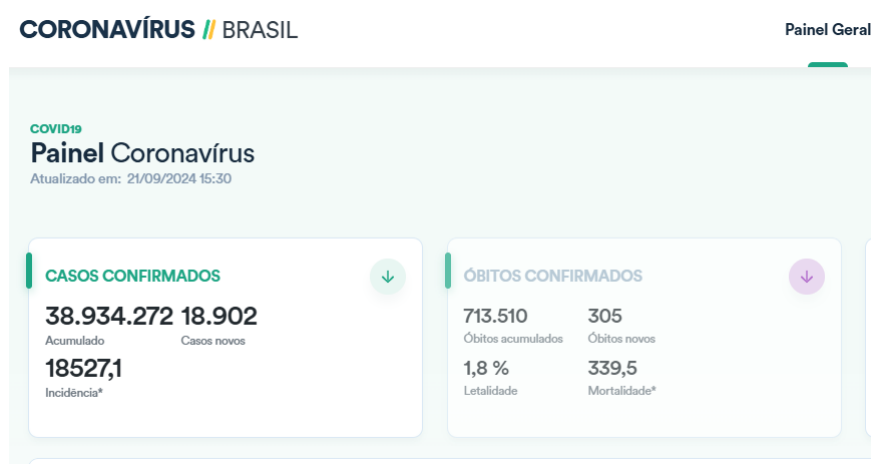 CORONAVÍRUS // BRASIL
Painel Geral
COVID19
Painel Coronavírus
Atualizado em: 21/09/2024 15:30
CASOS CONFIRMADOS
38.934.272 18.902
Acumulado Casos novos
18527,1
Incidência*
ÓBITOS CONFIRMADOS
713.510 305
Óbitos acumulados Óbitos novos
1,8 % 339,5
Letalidade Mortalidade*